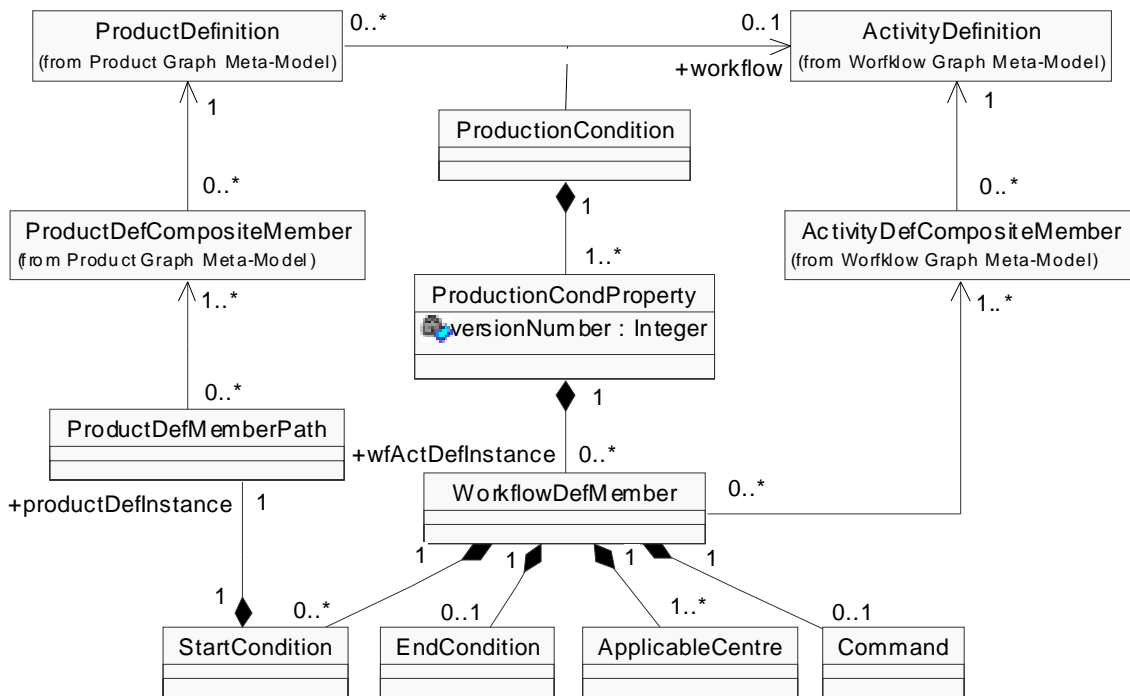 ProductDefinition
(from Product Graph Meta-Model)
0..*
0..1
+workflow
ActivityDefinition
(from Worfklow Graph Meta-Model)
1
1
ProductionCondition
0..*
1
0..*
ProductDefCompositeMember
(from Product Graph Meta-Model)
ActivityDefCompositeMember
(from Worfklow Graph Meta-Model)
1..*
1..*
1..*
ProductionCondProperty
versionNumber : Integer
0..*
1
ProductDefMemberPath
+wfActDefInstance
0..*
+productDefInstance
1
WorkflowDefMember
0..*
1
1
1
1
1
0..*
0..1
1..*
0..1
StartCondition
EndCondition
ApplicableCentre
Command